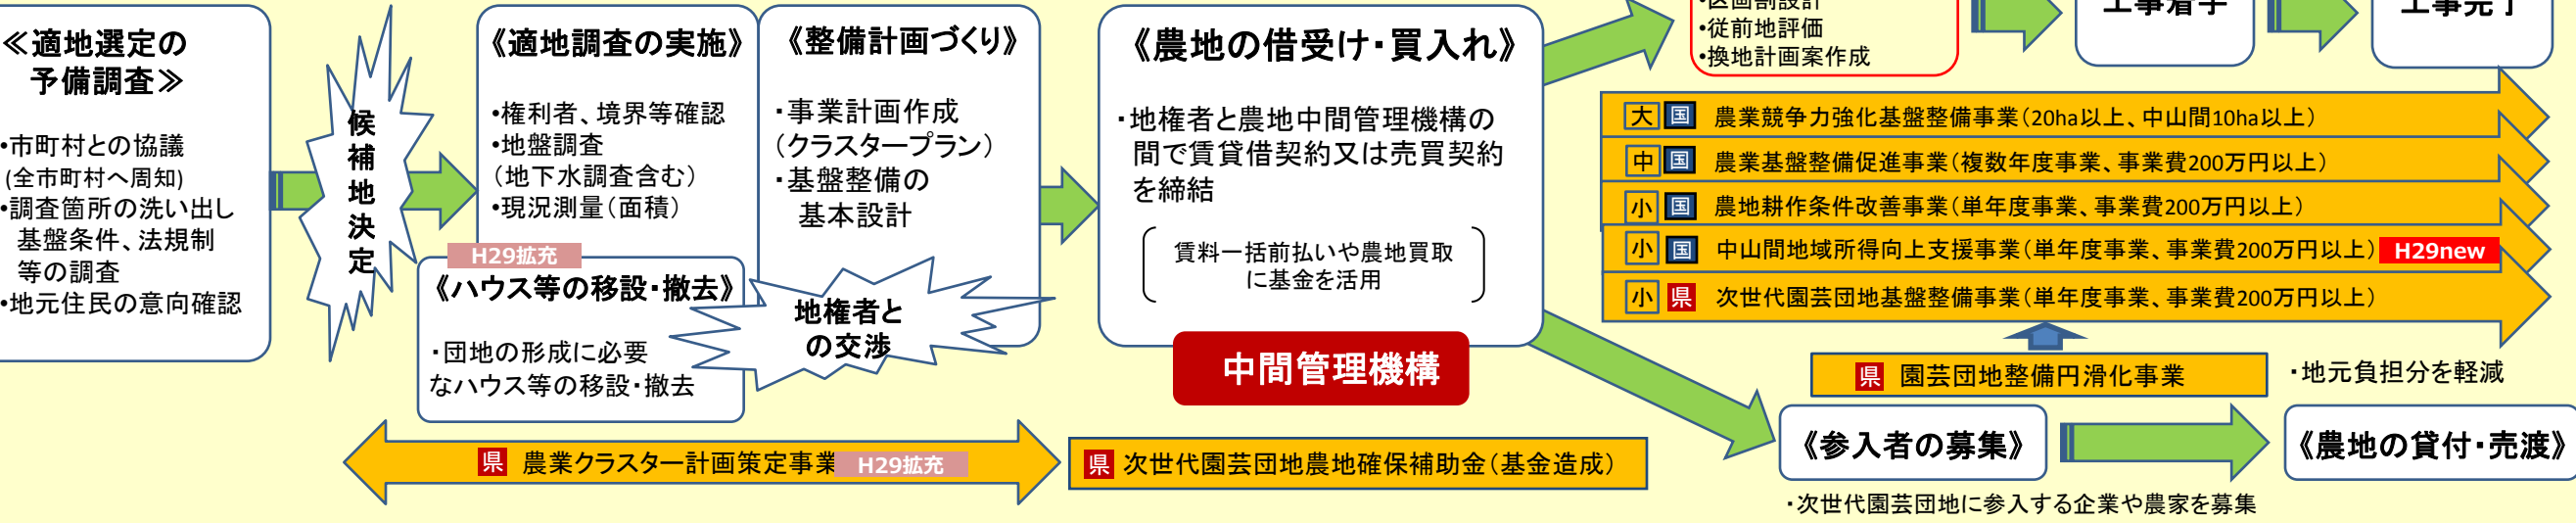 ≪適地選定の
予備調査≫
•市町村との協議
(全市町村へ周知)
•調査箇所の洗い出し
基盤条件、法規制
等の調査
•地元住民の意向確認
候補地決定
《適地調査の実施》
•権利者、境界等確認
•地盤調査
(地下水調査含む)
•現況測量(面積)
H29拡充
《ハウス等の移設・撤去》
・団地の形成に必要
なハウス等の移設・撤去
《整備計画づくり》
・事業計画作成
(クラスタープラン)
・基盤整備の
基本設計
地権者と
の交渉
県 農業クラスター計画策定事業 H29拡充
《農地の借受け・買入れ》
・地権者と農地中間管理機構の
間で賃貸借契約又は売買契約
を締結
賃料一括前払いや農地買取
に基金を活用
中間管理機構
県 次世代園芸団地農地確保補助金(基金造成)
•区画割設計
•従前地評価
•換地計画案作成
工事着手
工事完了
大 国 農業競争力強化基盤整備事業(20ha以上、中山間10ha以上)
中 国 農業基盤整備促進事業(複数年度事業、事業費200万円以上)
小 国 農地耕作条件改善事業(単年度事業、事業費200万円以上)
小 国 中山間地域所得向上支援事業(単年度事業、事業費200万円以上) H29new
小 県 次世代園芸団地基盤整備事業(単年度事業、事業費200万円以上)
県 園芸団地整備円滑化事業
・地元負担分を軽減
《参入者の募集》
《農地の貸付・売渡》
・次世代園芸団地に参入する企業や農家を募集